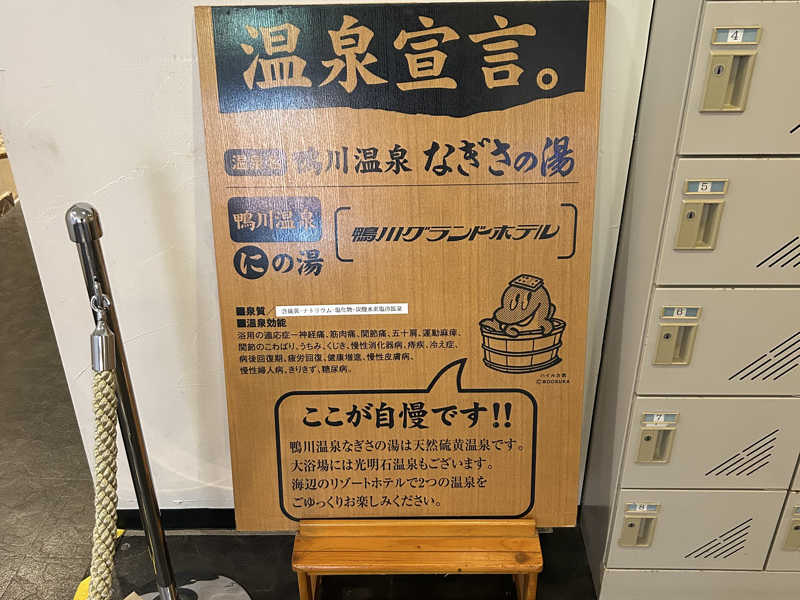 温泉宣言。
鴨川温泉 なぎさの湯
鴨川温泉
にの湯
鴨川グランドホテル
■泉質/含硫黄-ナトリウム-塩化物・炭酸水素塩冷鉱泉
■温泉効能
浴用の適応症一神経痛、筋肉痛、関節痛、五十肩、運動麻痺、
関節のこわばり、うちみ、くじき、慢性消化器病、痔疾、冷え症、
病後回復期、疲労回復、健康増進、慢性皮膚病、
慢性婦人病、きりきず、糖尿病。
©BOOSUKA
ここが自慢です!!
鴨川温泉なぎさの湯は天然硫黄温泉です。
大浴場には光明石温泉もございます。
海辺のリゾートホテルで2つの温泉を
ごゆっくりお楽しみください。
4
5
6
7
8